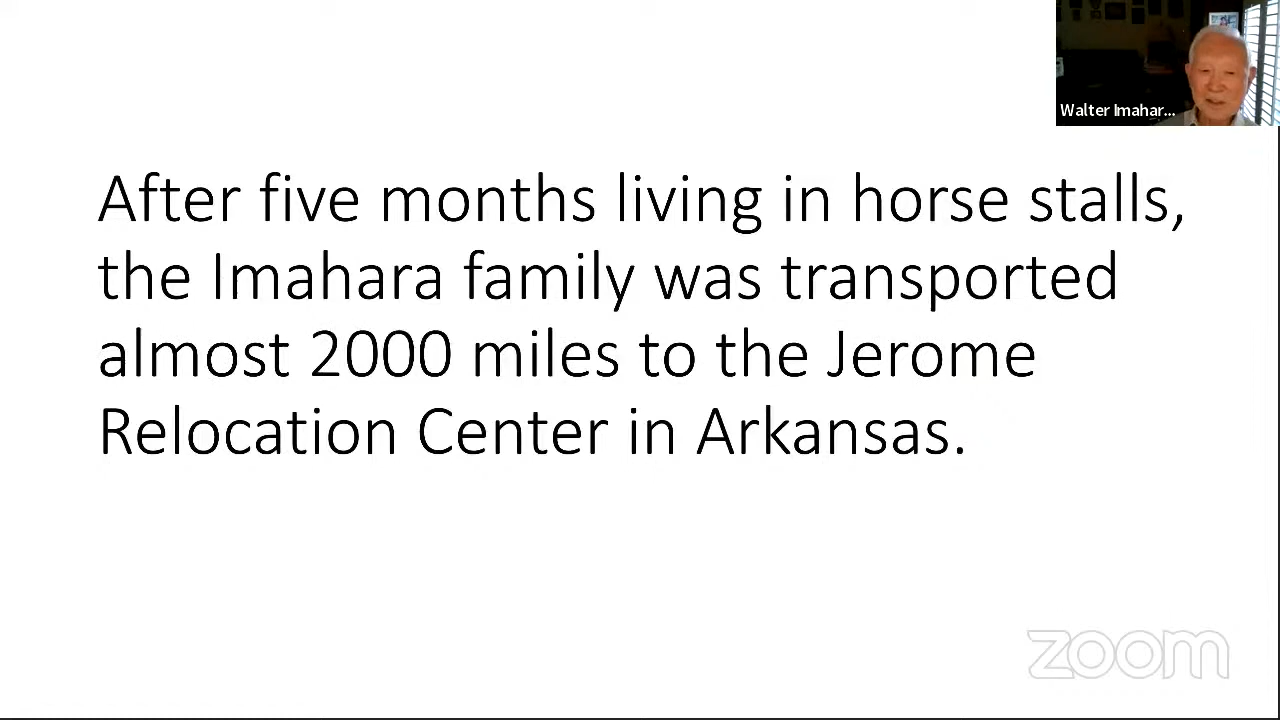 Walter Imahar...
After five months living in horse stalls,
the Imahara family was transported
almost 2000 miles to the Jerome
Relocation Center in Arkansas.
zoom